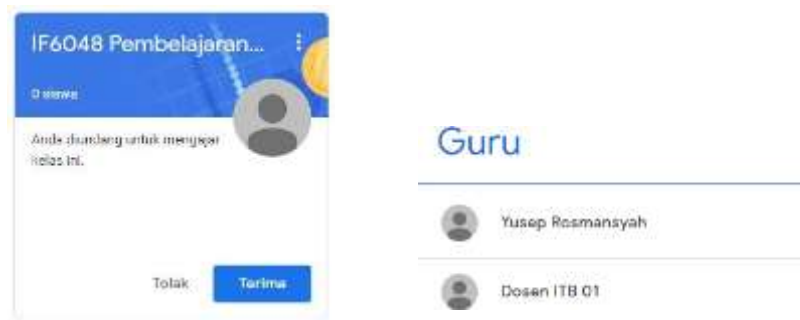 IF6048 Pembelajaran...
0 siswa
Anda diundang untuk mengajar
kelas ini.
Tolak
Terima
Guru
Yusep Rosmansyah
Dosen ITB 01